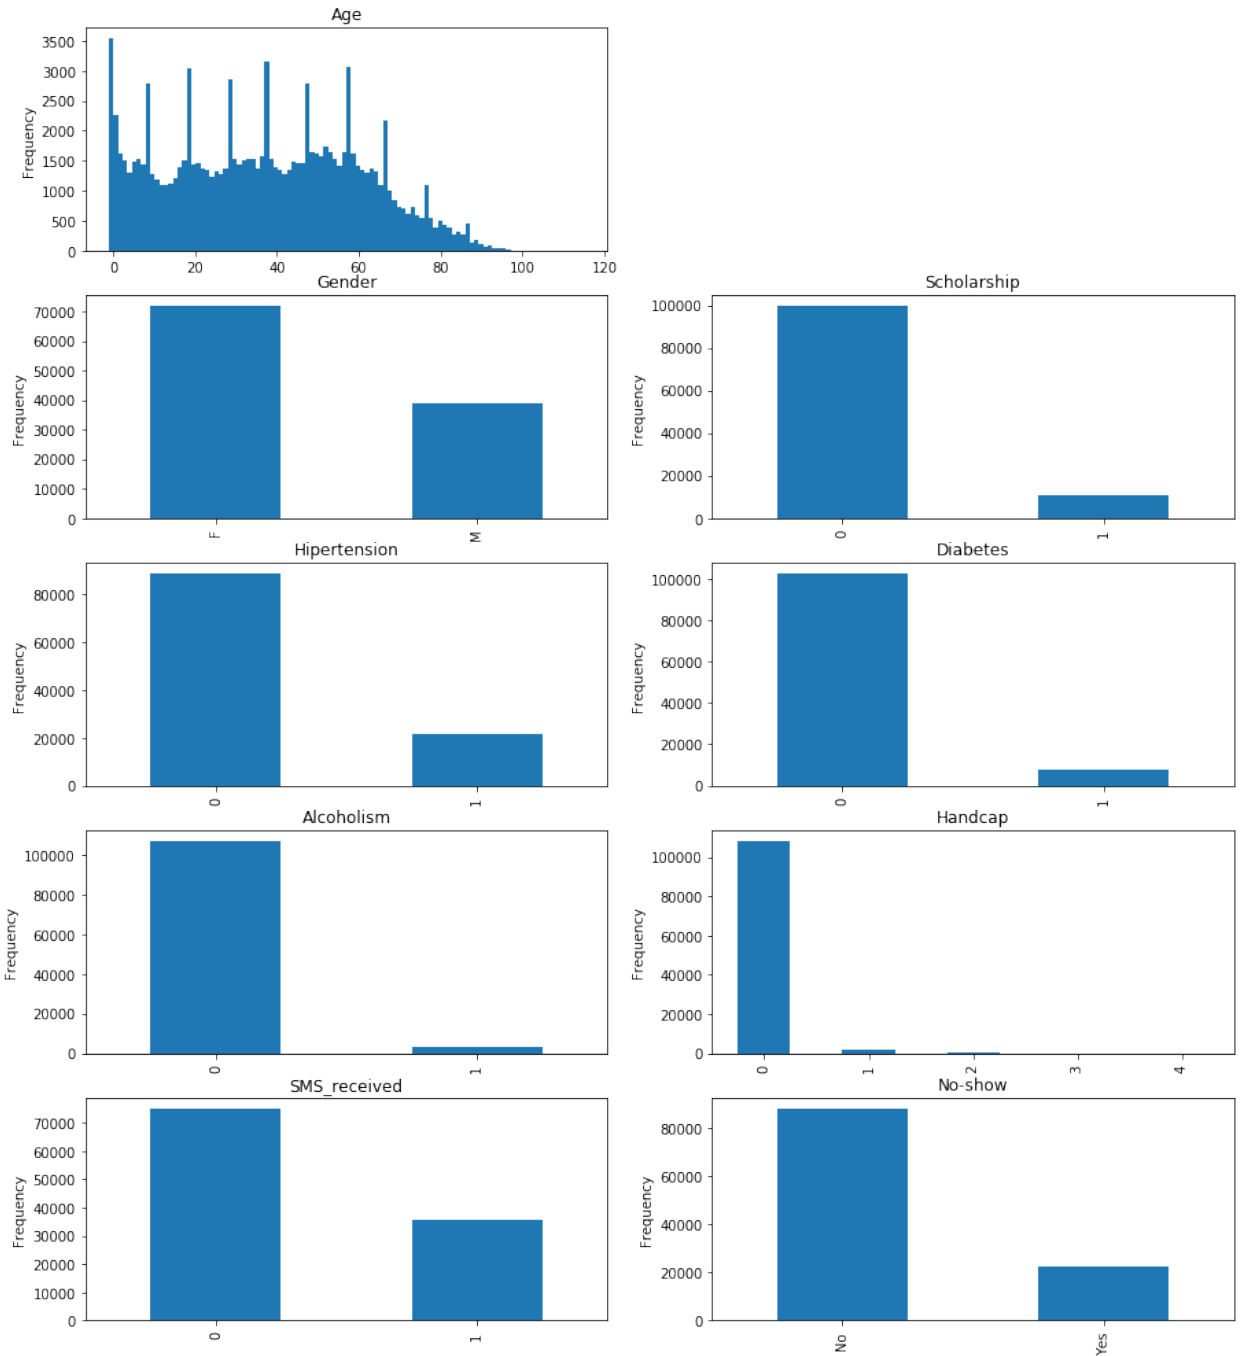 Age
Frequency
3500
3000
2500
2000
1500
1000
500
0
0 20 40 60 80 100 120
Gender
Frequency
70000
60000
50000
40000
30000
20000
10000
0
F M
Scholarship
Frequency
100000
80000
60000
40000
20000
0
0 1
Hipertension
Frequency
80000
60000
40000
20000
0
0 1
Diabetes
Frequency
100000
80000
60000
40000
20000
0
0 1
Alcoholism
Frequency
100000
80000
60000
40000
20000
0
0 1
Handcap
Frequency
100000
80000
60000
40000
20000
0
0 1 2 3 4
SMS_received
Frequency
70000
60000
50000
40000
30000
20000
10000
0
0 1
No-show
Frequency
80000
60000
40000
20000
0
No Yes